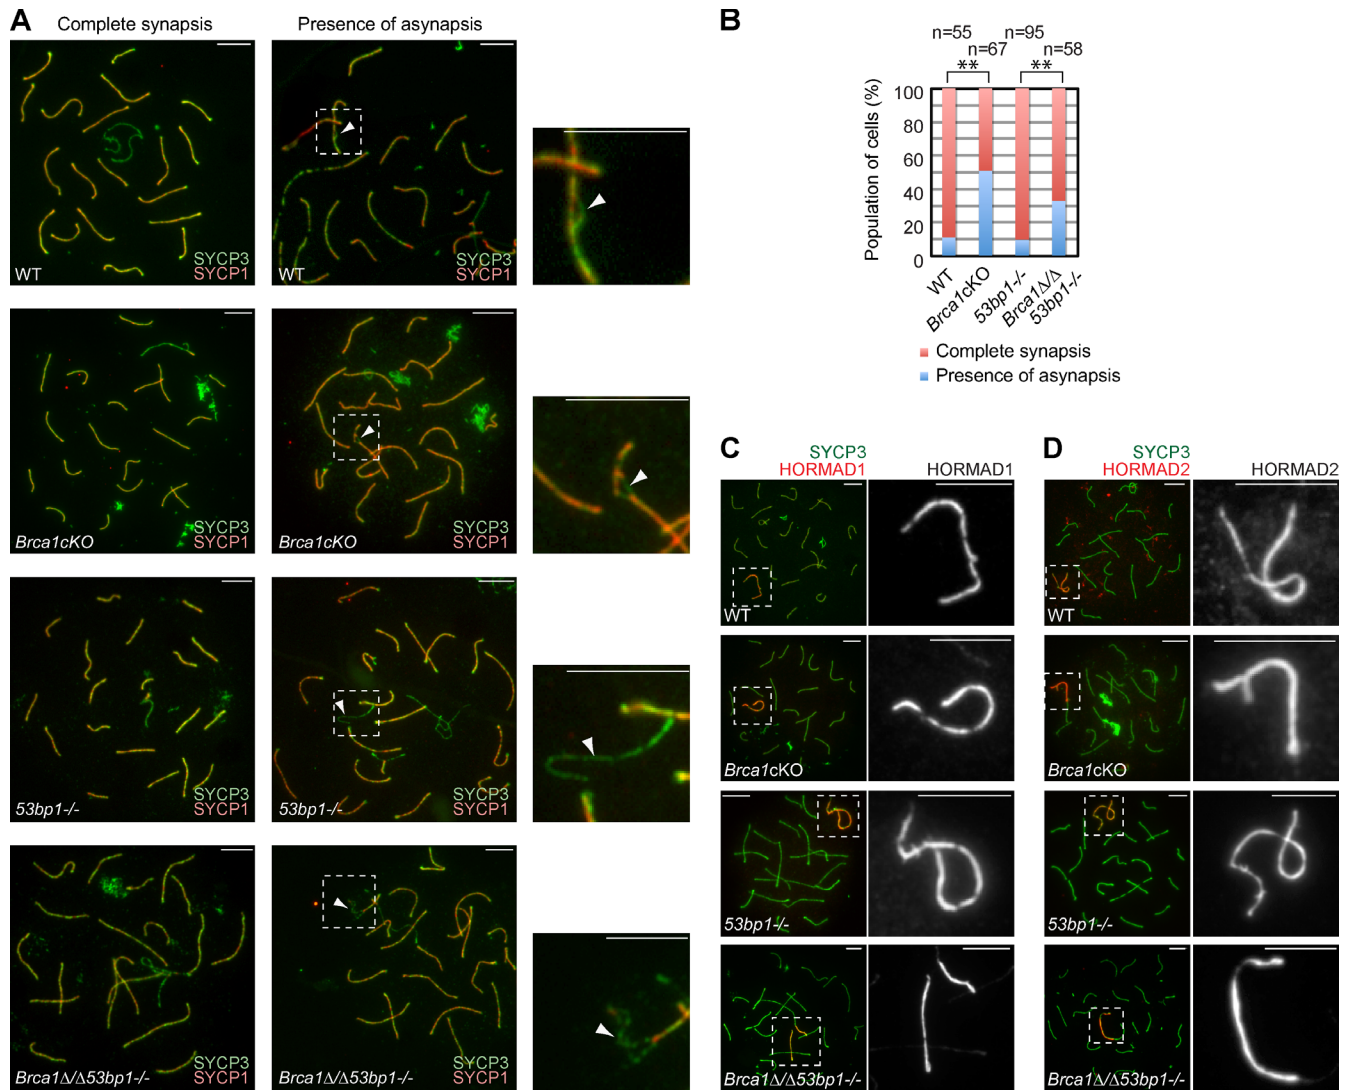 A
Complete synapsis
Presence of asynapsis
WT
SYCP3
SYCP1
WT
SYCP3
SYCP1
Brca1cKO
SYCP3
SYCP1
Brca1cKO
SYCP3
SYCP1
53bp1-/-
SYCP3
SYCP1
53bp1-/-
SYCP3
SYCP1
Brca1Δ/Δ53bp1-/-
SYCP3
SYCP1
Brca1Δ/Δ53bp1-/-
SYCP3
SYCP1
B
n=55
n=67
n=95
n=58
**
**
Population of cells (%)
100
80
60
40
20
0
WT
Brca1cKO
53bp1-/-
Brca1Δ/Δ
53bp1-/-
Complete synapsis
Presence of asynapsis
C
SYCP3
HORMAD1
HORMAD1
WT
Brca1cKO
53bp1-/-
Brca1Δ/Δ53bp1-/-
D
SYCP3
HORMAD2
HORMAD2
WT
Brca1cKO
53bp1-/-
Brca1Δ/Δ53bp1-/-